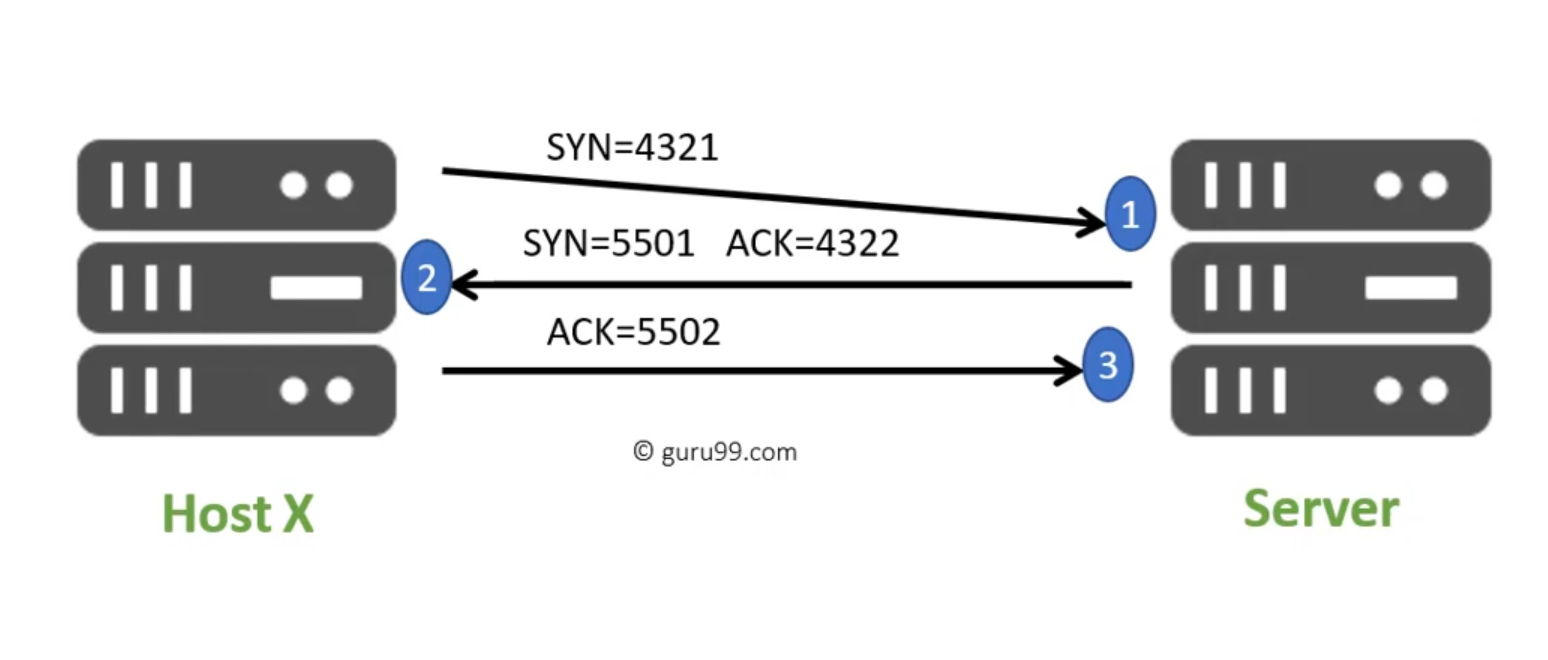 SYN=4321
1
SYN=5501 ACK=4322
2
ACK=5502
3
© guru99.com
Host X
Server